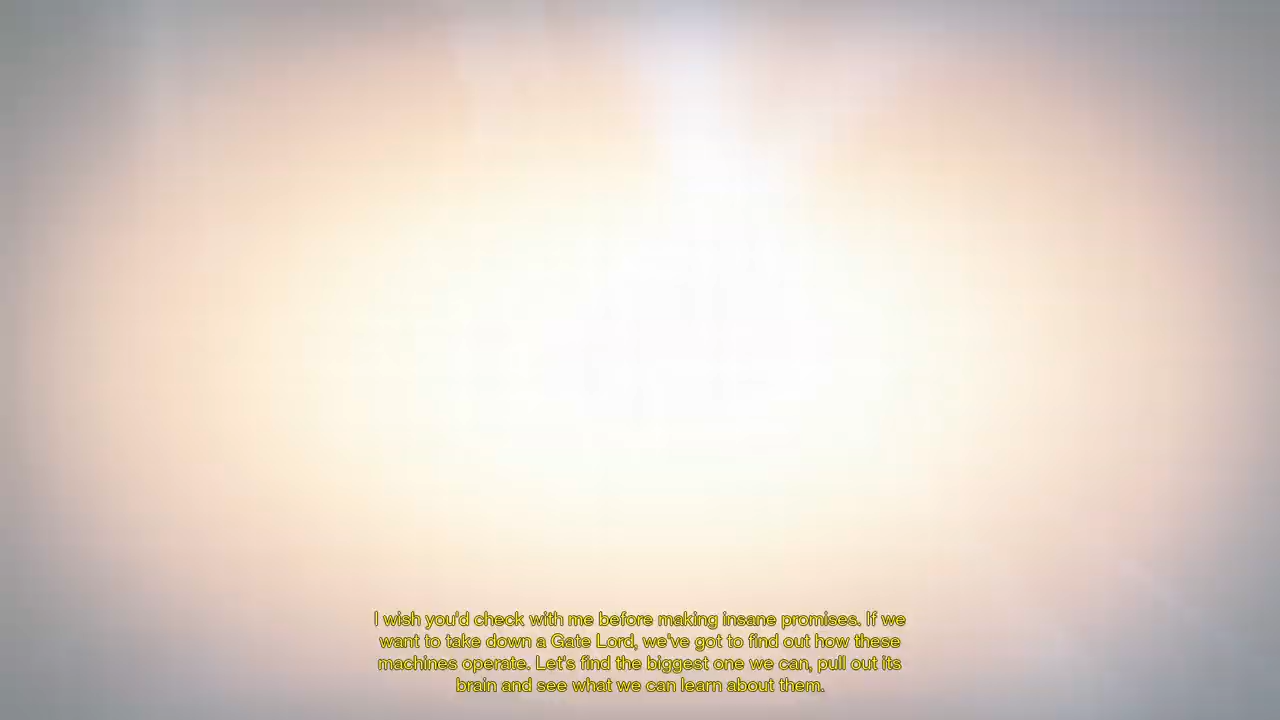 I wish you'd check with me before making insane promises. If we
want to take down a Gate Lord, we've got to find out how these
machines operate. Let's find the biggest one we can, pull out its
brain and see what we can learn about them.